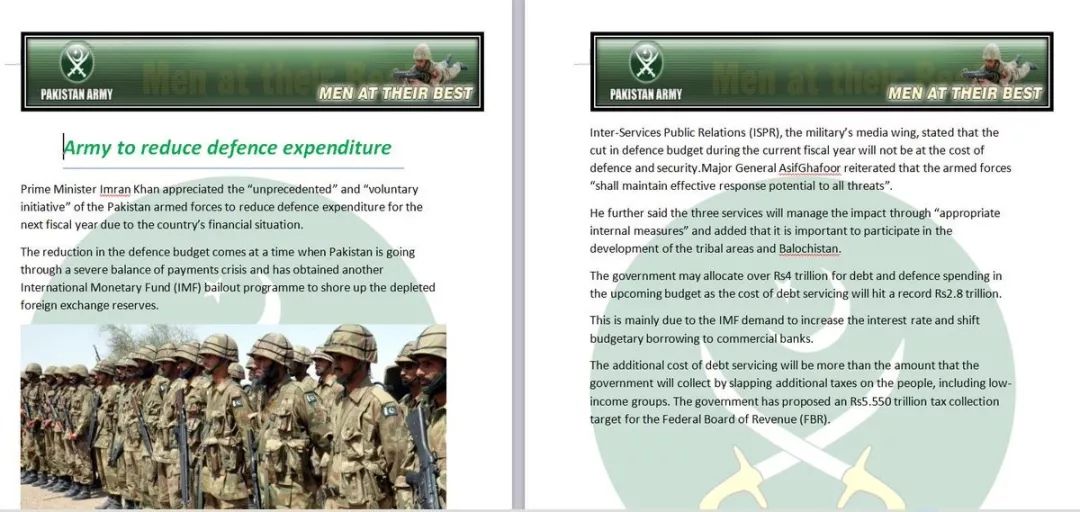 PAKISTAN ARMY
MEN AT THEIR BEST
Army to reduce defence expenditure
Prime Minister Imran Khan appreciated the “unprecedented” and “voluntary
initiative” of the Pakistan armed forces to reduce defence expenditure for the
next fiscal year due to the country’s financial situation.
The reduction in the defence budget comes at a time when Pakistan is going
through a severe balance of payments crisis and has obtained another
International Monetary Fund (IMF) bailout programme to shore up the depleted
foreign exchange reserves.
Men at their Be
PAKISTAN ARMY
MEN AT THEIR BEST
Inter-Services Public Relations (ISPR), the military’s media wing, stated that the
cut in defence budget during the current fiscal year will not be at the cost of
defence and security.Major General AsifGhafoor reiterated that the armed forces
“shall maintain effective response potential to all threats”.
He further said the three services will manage the impact through “appropriate
internal measures” and added that it is important to participate in the
development of the tribal areas and Balochistan.
The government may allocate over Rs4 trillion for debt and defence spending in
the upcoming budget as the cost of debt servicing will hit a record Rs2.8 trillion.
This is mainly due to the IMF demand to increase the interest rate and shift
budgetary borrowing to commercial banks.
The additional cost of debt servicing will be more than the amount that the
government will collect by slapping additional taxes on the people, including low-
income groups. The government has proposed an Rs5.550 trillion tax collection
target for the Federal Board of Revenue (FBR).